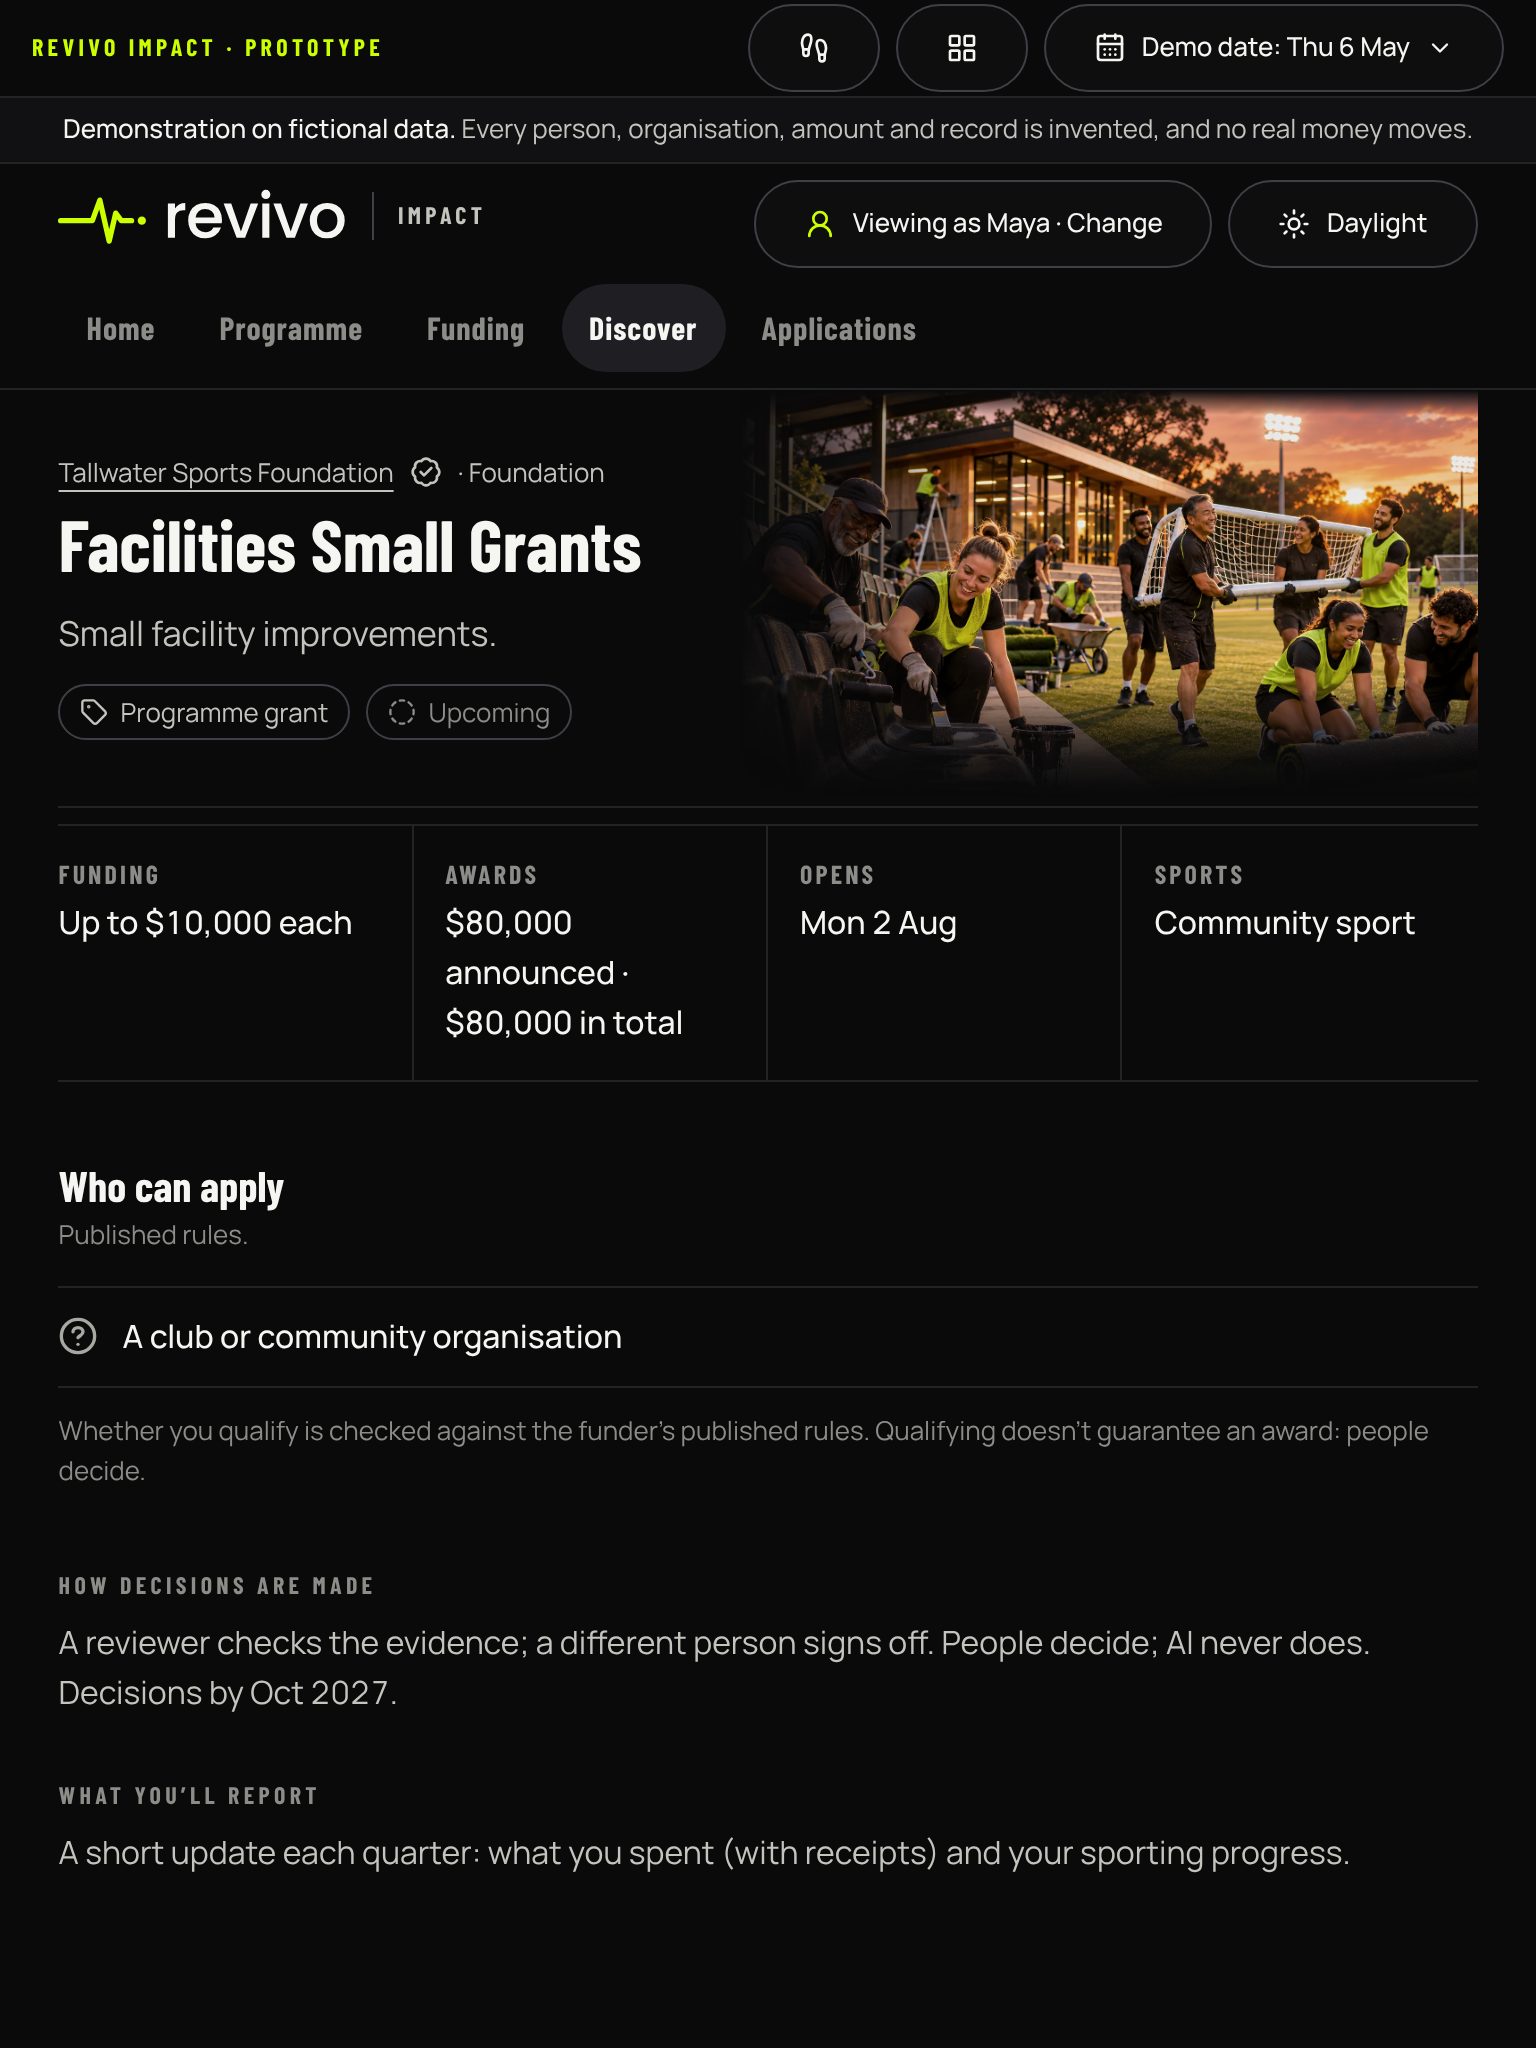 REVIVO IMPACT · PROTOTYPE
Demo date: Thu 6 May
Demonstration on fictional data. Every person, organisation, amount and record is invented, and no real money moves.
revivo
IMPACT
Viewing as Maya · Change
Daylight
Home
Programme
Funding
Discover
Applications
Tallwater Sports Foundation · Foundation
Facilities Small Grants
Small facility improvements.
Programme grant
Upcoming
FUNDING
Up to $10,000 each
AWARDS
$80,000
announced ·
$80,000 in total
OPENS
Mon 2 Aug
SPORTS
Community sport
Who can apply
Published rules.
A club or community organisation
Whether you qualify is checked against the funder’s published rules. Qualifying doesn’t guarantee an award: people
decide.
HOW DECISIONS ARE MADE
A reviewer checks the evidence; a different person signs off. People decide; AI never does.
Decisions by Oct 2027.
WHAT YOU’LL REPORT
A short update each quarter: what you spent (with receipts) and your sporting progress.